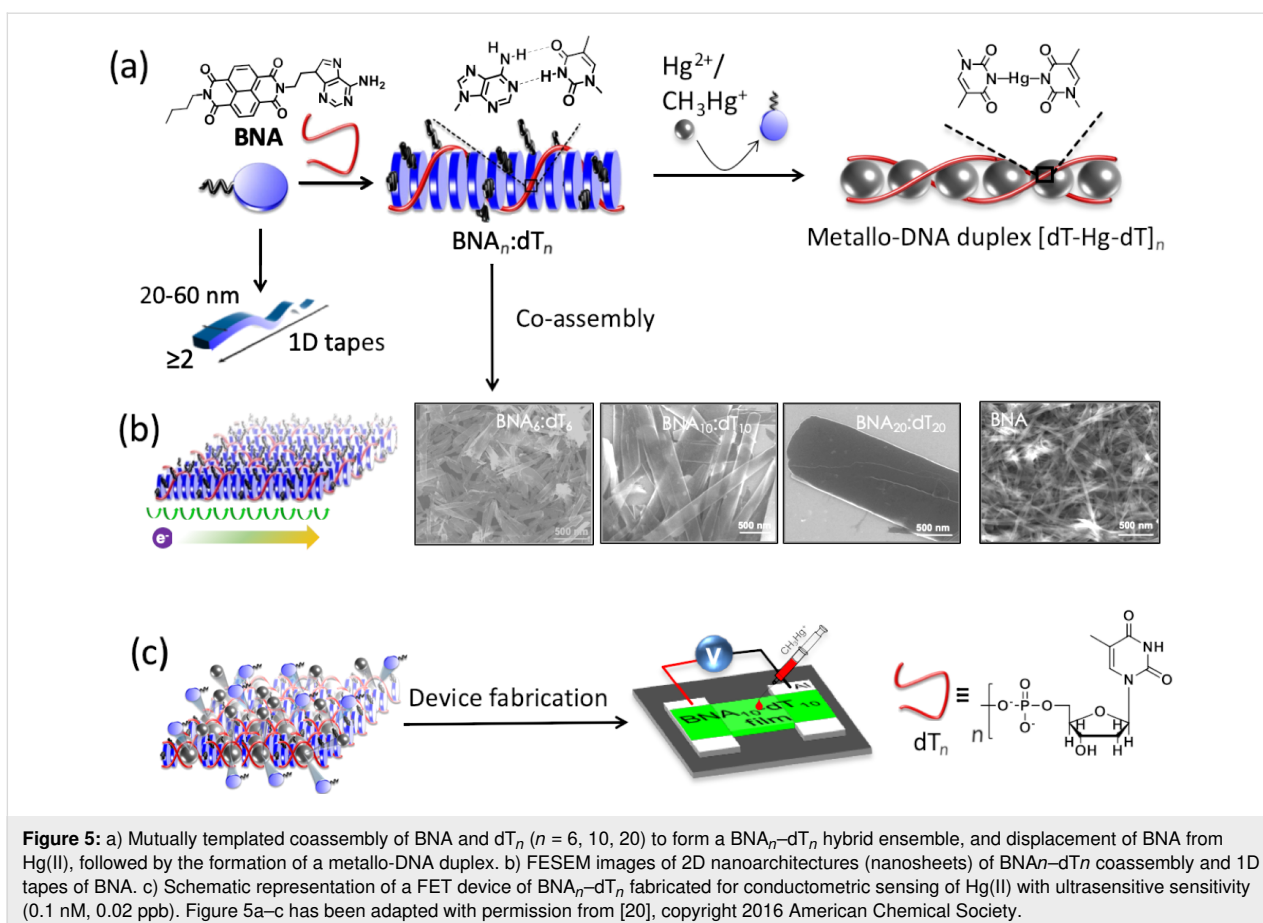 (a)
N
N
O
O
O
O
N
N
N
N
NH₂
BNA
H
N-H
O
N
N
N
N
H-N
N
O
Hg²⁺/
CH₃Hg⁺
O
N
N
O
Hg
O
N
N
O
BNAₙ:dTₙ
Metallo-DNA duplex [dT-Hg-dT]ₙ
20-60 nm
≥2
1D tapes
Co-assembly
(b)
e⁻
BNA₆:dT₆
500 nm
BNA₁₀:dT₁₀
500 nm
BNA₂₀:dT₂₀
500 nm
BNA
500 nm
(c)
Device fabrication
V
CH₃Hg⁺
BNA₁₀ dT₁₀
film
dTₙ
≡
n
O
O-P-O
O⁻
O
H
H
H
H
OH
O
NH
N
O
Figure 5: a) Mutually templated coassembly of BNA and dTₙ (n = 6, 10, 20) to form a BNAₙ–dTₙ hybrid ensemble, and displacement of BNA from
Hg(II), followed by the formation of a metallo-DNA duplex. b) FESEM images of 2D nanoarchitectures (nanosheets) of BNAn–dTn coassembly and 1D
tapes of BNA. c) Schematic representation of a FET device of BNAₙ–dTₙ fabricated for conductometric sensing of Hg(II) with ultrasensitive sensitivity
(0.1 nM, 0.02 ppb). Figure 5a–c has been adapted with permission from [20], copyright 2016 American Chemical Society.